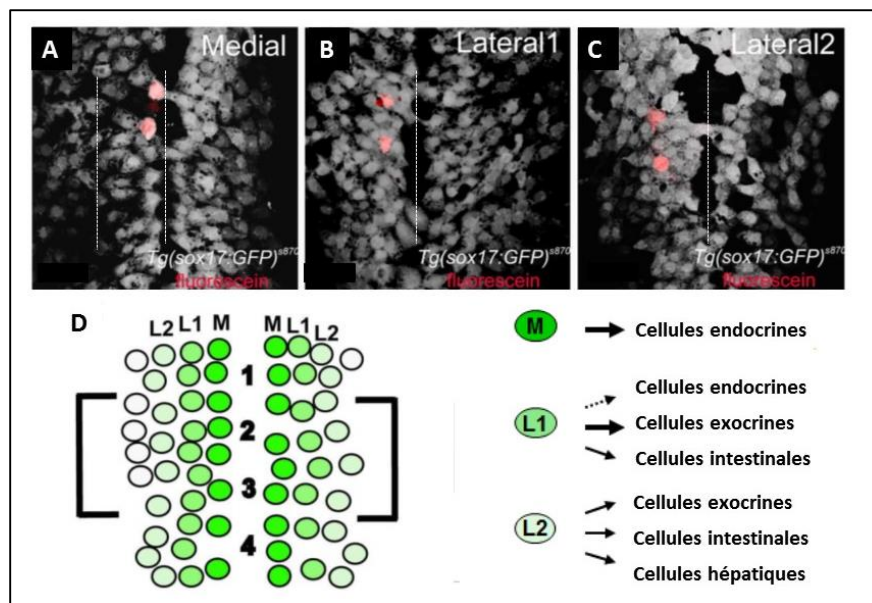 A
Medial
Tg(sox17:GFP)s870
fluorescein
B
Lateral1
Tg(sox17:GFP)s870
fluorescein
C
Lateral2
Tg(sox17:GFP)s870
fluorescein
D
L2 L1 M
M L1 L2
1
2
3
4
M
Cellules endocrines
L1
Cellules endocrines
Cellules exocrines
Cellules intestinales
L2
Cellules exocrines
Cellules intestinales
Cellules hépatiques